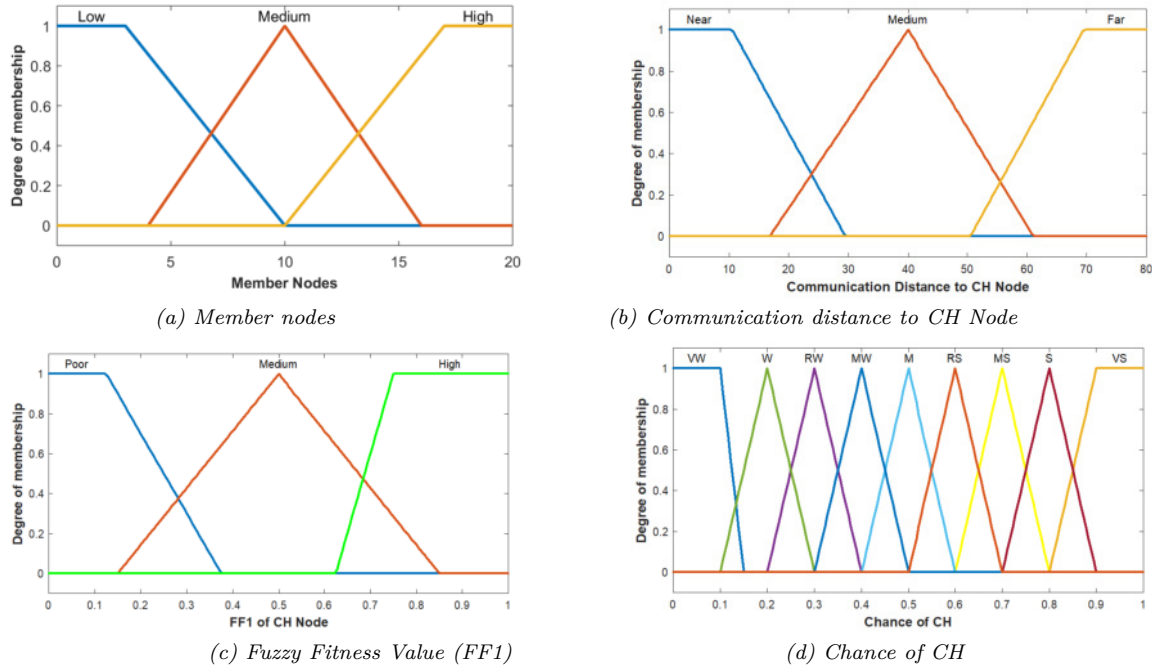 Low Medium High
Degree of membership
1
0.8
0.6
0.4
0.2
0
0 5 10 15 20
Member Nodes
(a) Member nodes
Near Medium Far
Degree of membership
1
0.8
0.6
0.4
0.2
0
0 10 20 30 40 50 60 70 80
Communication Distance to CH Node
(b) Communication distance to CH Node
Poor Medium High
Degree of membership
1
0.8
0.6
0.4
0.2
0
0 0.1 0.2 0.3 0.4 0.5 0.6 0.7 0.8 0.9 1
FF1 of CH Node
(c) Fuzzy Fitness Value (FF1)
VW W RW MW M RS MS S VS
Degree of membership
1
0.8
0.6
0.4
0.2
0
0 0.1 0.2 0.3 0.4 0.5 0.6 0.7 0.8 0.9 1
Chance of CH
(d) Chance of CH